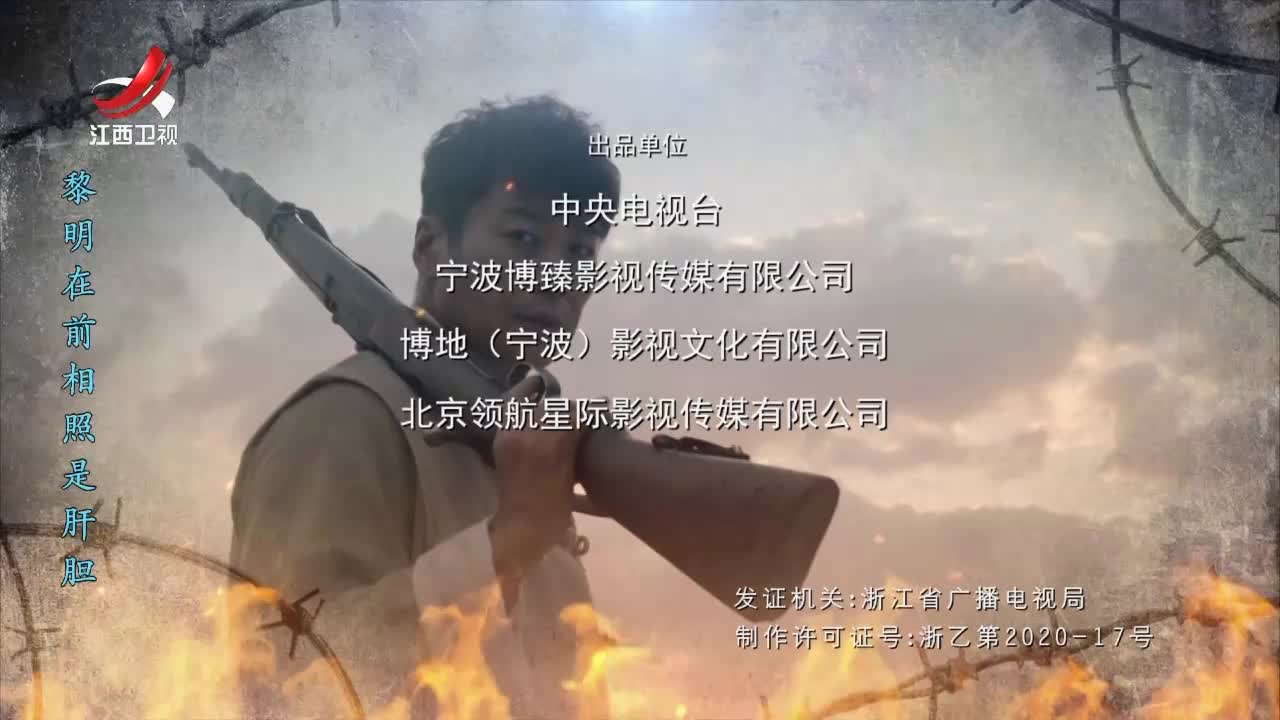 江西卫视
黎明在前相照是肝胆
出品单位
中央电视台
宁波博臻影视传媒有限公司
博地（宁波）影视文化有限公司
北京领航星际影视传媒有限公司
发证机关:浙江省广播电视局
制作许可证号:浙乙第2020-17号